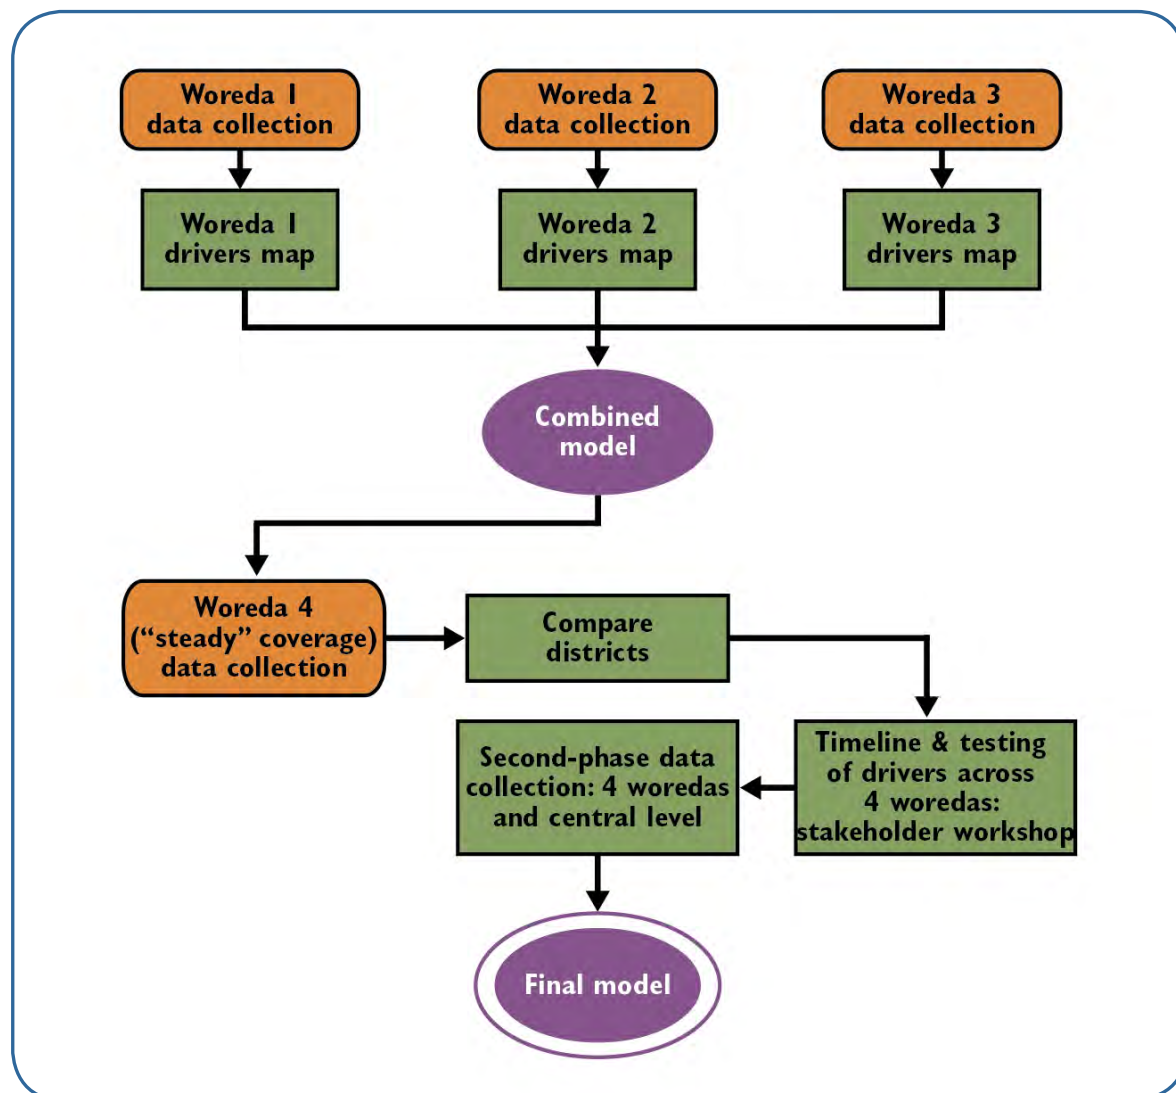 Woreda 1
data collection
Woreda 2
data collection
Woreda 3
data collection
Woreda 1
drivers map
Woreda 2
drivers map
Woreda 3
drivers map
Combined
model
Woreda 4
(“steady” coverage)
data collection
Compare
districts
Timeline & testing
of drivers across
4 woredas:
stakeholder workshop
Second-phase data
collection: 4 woredas
and central level
Final model